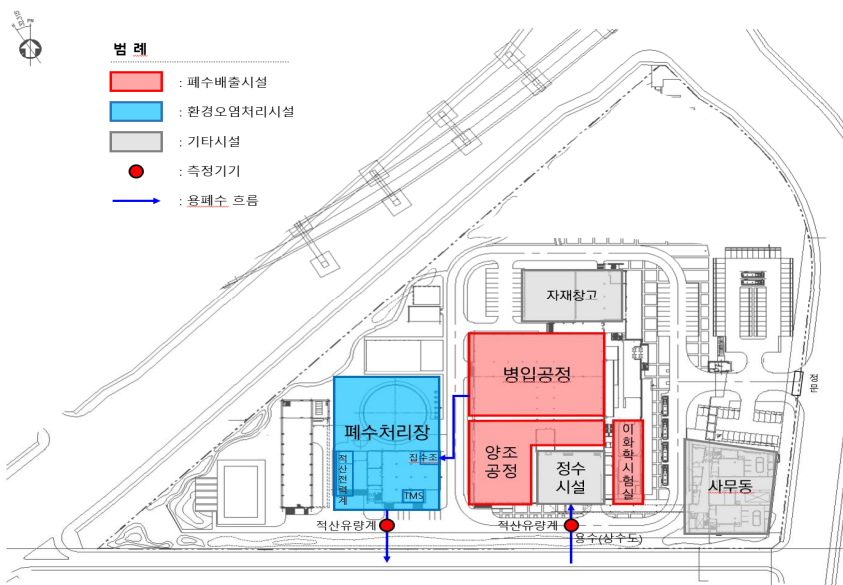 범 례
: 폐수배출시설
: 환경오염처리시설
: 기타시설
: 측정기기
: 용폐수 흐름
자재창고
병입공정
정문
폐수처리장
양조
공정
이화학시험실
집수조
적산전력계
정수
시설
사무동
TMS
적산유량계
적산유량계
용수(상수도)